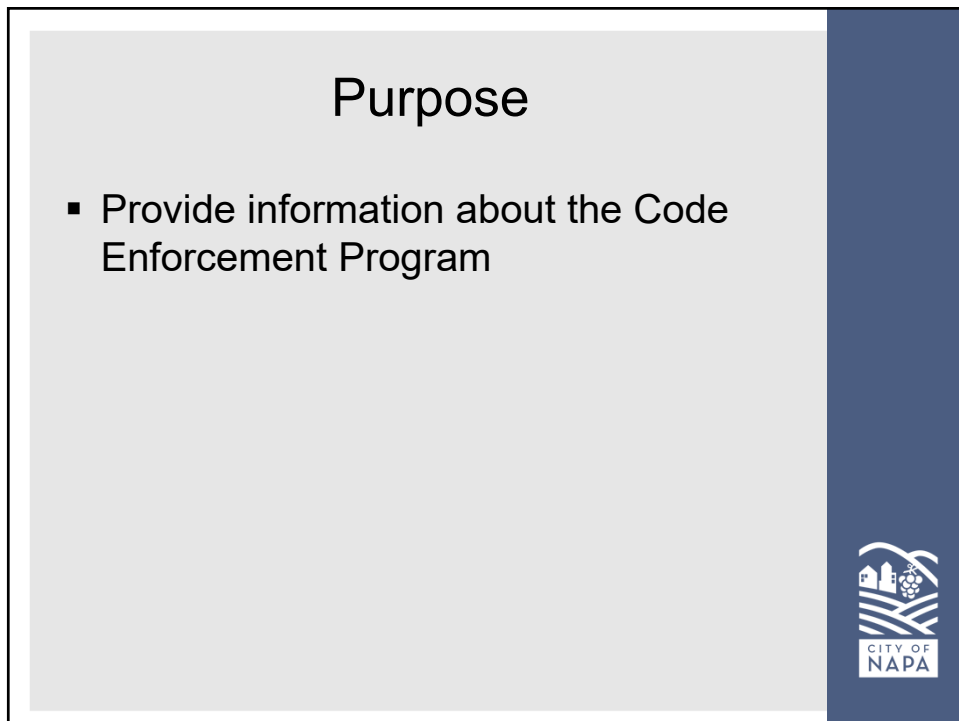 Purpose
▪ Provide information about the Code
Enforcement Program
CITY OF
NAPA